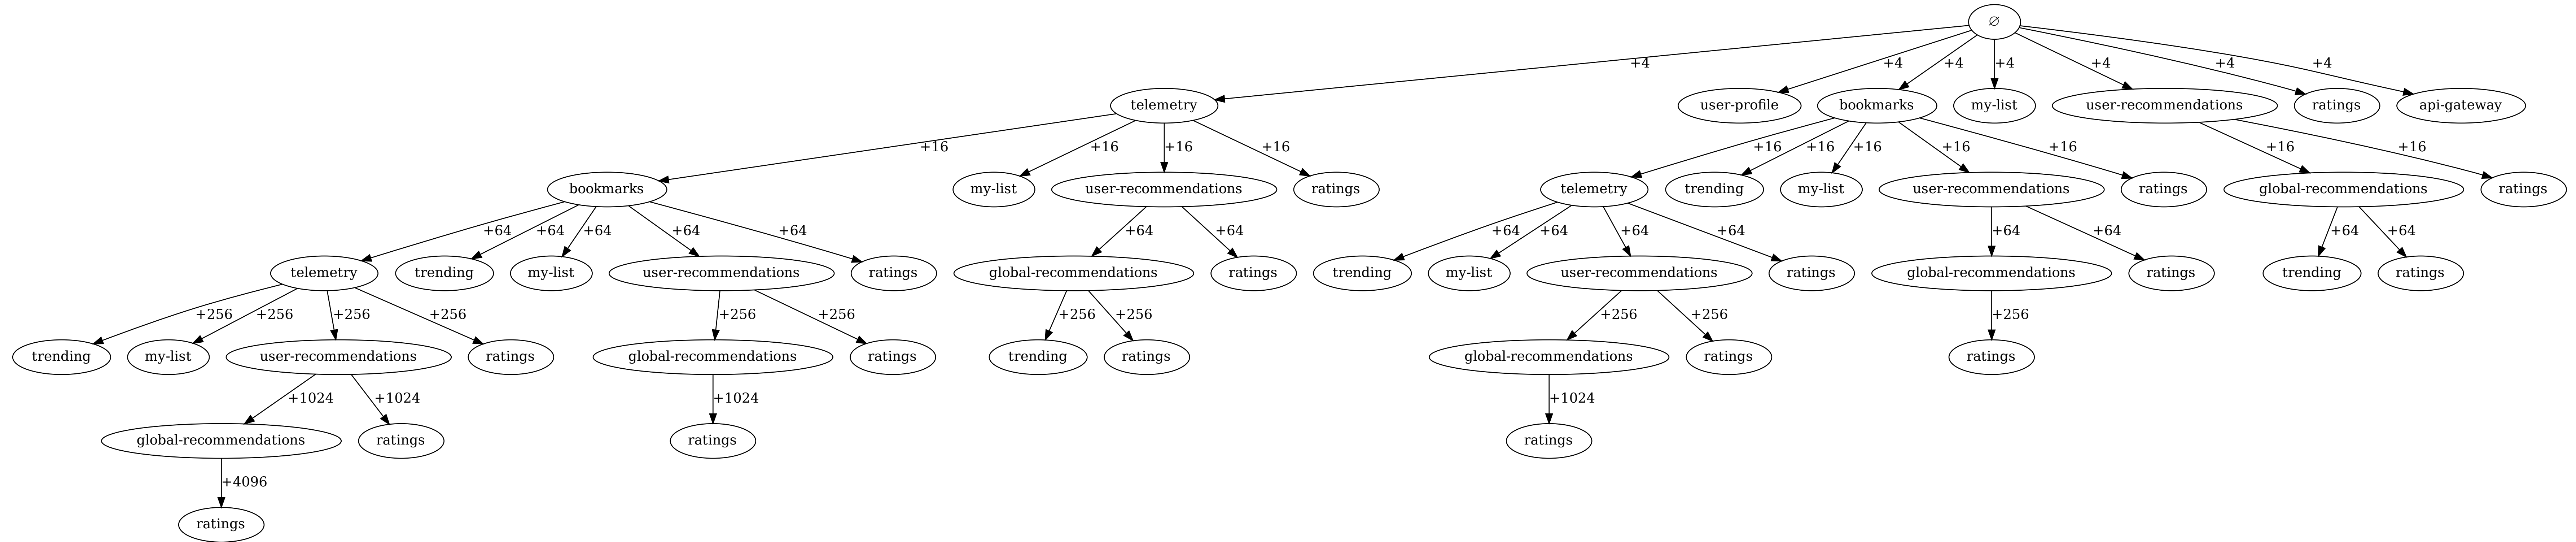 ∅
+4 +4 +4 +4 +4 +4 +4
telemetry user-profile bookmarks my-list user-recommendations ratings api-gateway
+16 +16 +16 +16 +16 +16 +16 +16 +16 +16 +16
bookmarks my-list user-recommendations ratings telemetry trending my-list user-recommendations ratings global-recommendations ratings
+64 +64 +64 +64 +64 +64 +64 +64 +64 +64 +64 +64 +64 +64 +64
telemetry trending my-list user-recommendations ratings global-recommendations ratings trending my-list user-recommendations ratings global-recommendations ratings trending ratings
+256 +256 +256 +256 +256 +256 +256 +256 +256 +256 +256
trending my-list user-recommendations ratings global-recommendations ratings trending ratings global-recommendations ratings ratings
+1024 +1024 +1024 +1024
global-recommendations ratings ratings ratings
+4096
ratings